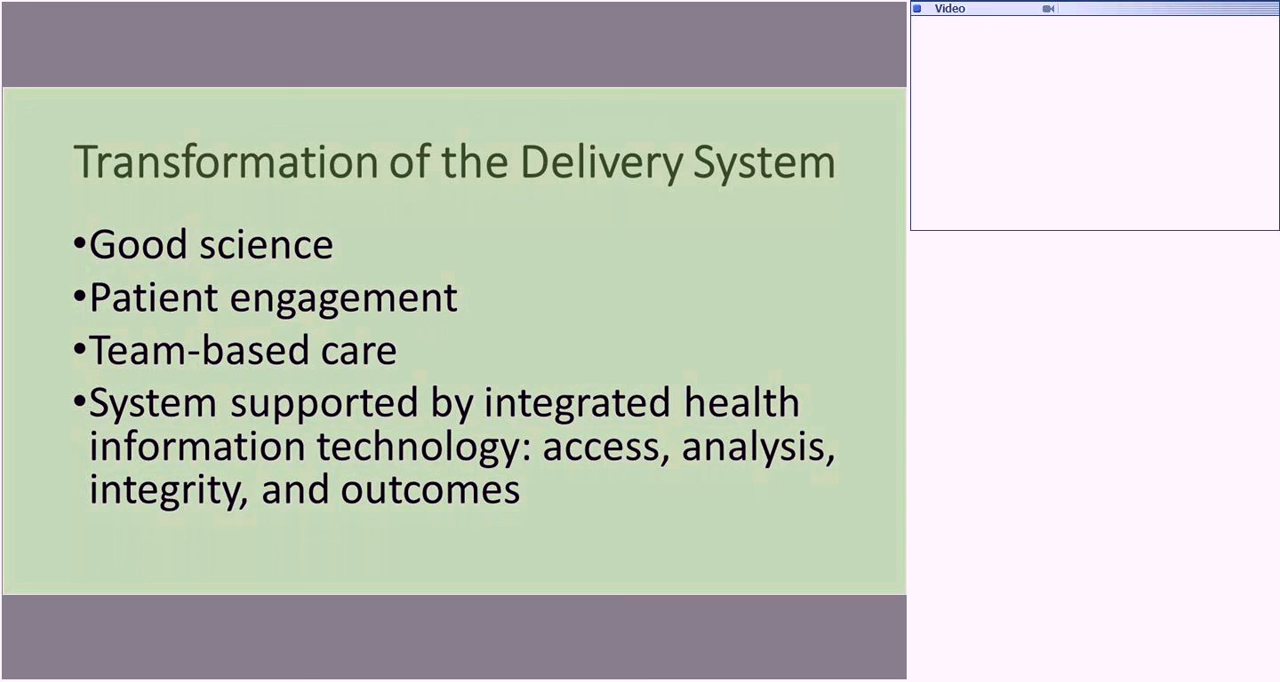 Video
Transformation of the Delivery System
•Good science
•Patient engagement
•Team-based care
•System supported by integrated health
information technology: access, analysis,
integrity, and outcomes